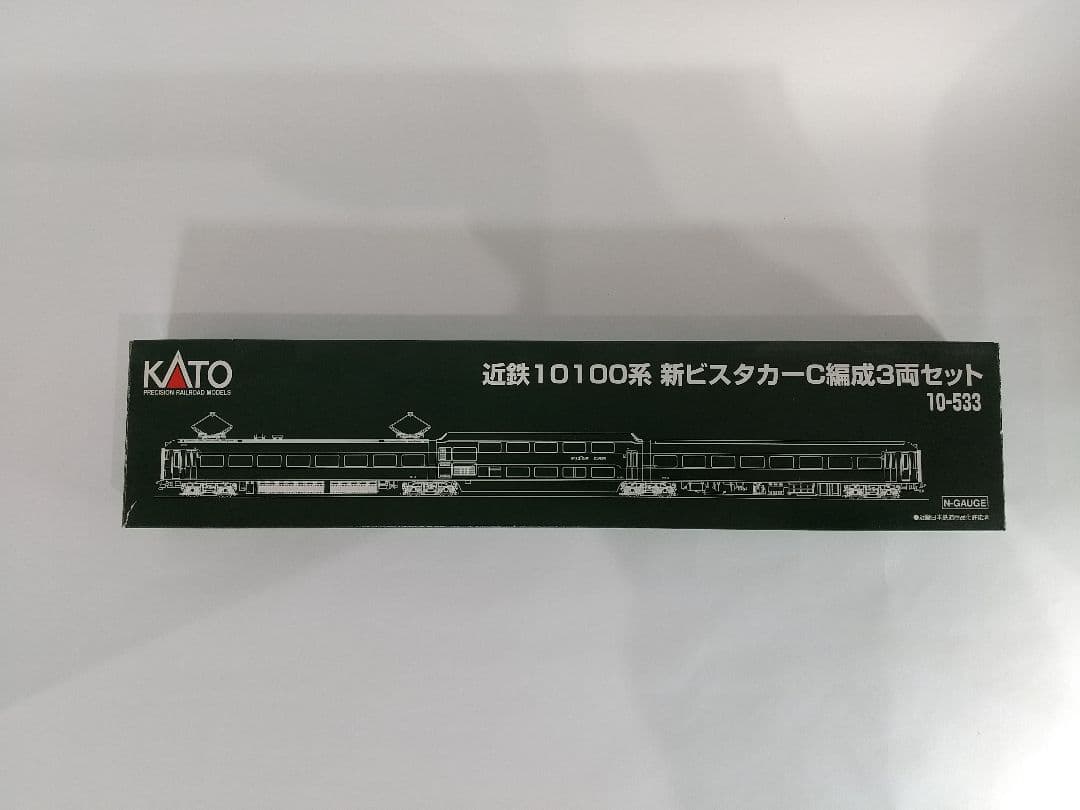 KATO
PRECISION RAILROAD MODELS
近鉄10100系 新ビスタカーC編成3両セット
10-533
N-GAUGE